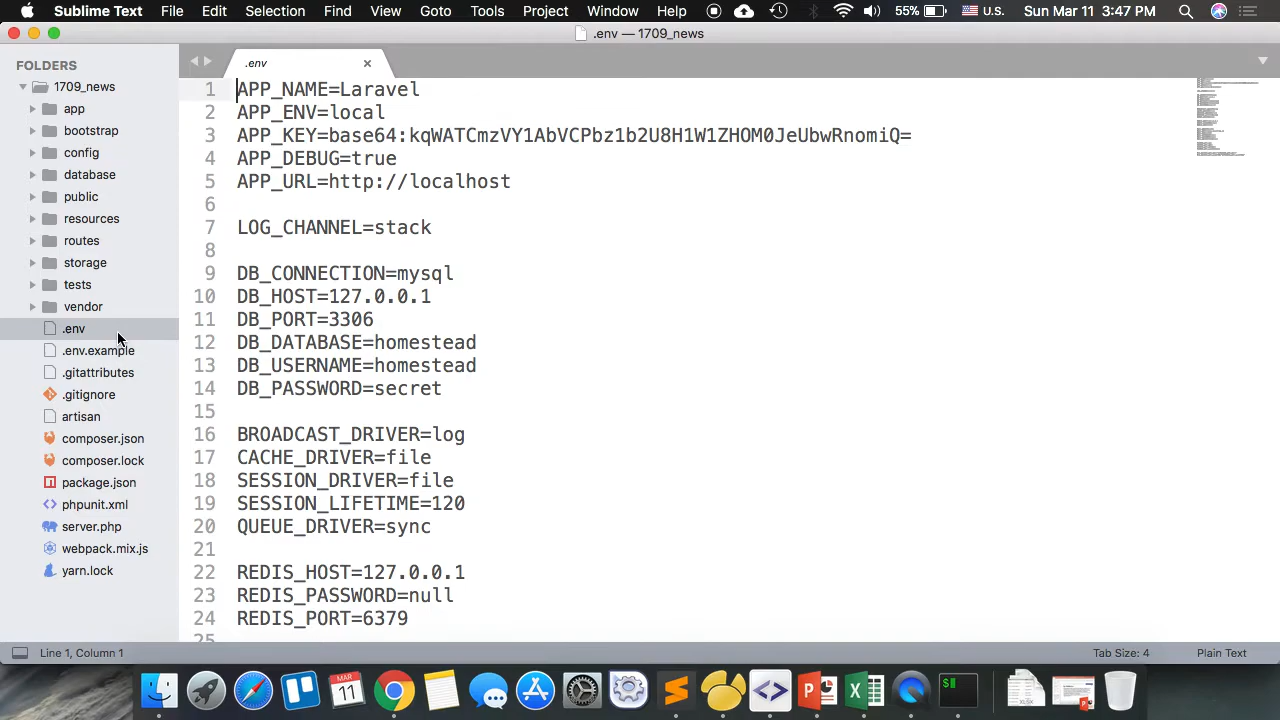 Sublime Text File Edit Selection Find View Goto Tools Project Window Help 55% U.S. Sun Mar 11 3:47 PM
.env — 1709_news
FOLDERS
1709_news
app
bootstrap
config
database
public
resources
routes
storage
tests
vendor
.env
.env.example
.gitattributes
.gitignore
artisan
composer.json
composer.lock
package.json
phpunit.xml
server.php
webpack.mix.js
yarn.lock
.env
1 APP_NAME=Laravel
2 APP_ENV=local
3 APP_KEY=base64:kqWATCmzVY1AbVCPbz1b2U8H1W1ZHOM0JeUbwRnomiQ=
4 APP_DEBUG=true
5 APP_URL=http://localhost
6
7 LOG_CHANNEL=stack
8
9 DB_CONNECTION=mysql
10 DB_HOST=127.0.0.1
11 DB_PORT=3306
12 DB_DATABASE=homestead
13 DB_USERNAME=homestead
14 DB_PASSWORD=secret
15
16 BROADCAST_DRIVER=log
17 CACHE_DRIVER=file
18 SESSION_DRIVER=file
19 SESSION_LIFETIME=120
20 QUEUE_DRIVER=sync
21
22 REDIS_HOST=127.0.0.1
23 REDIS_PASSWORD=null
24 REDIS_PORT=6379
25
Line 1, Column 1 Tab Size: 4 Plain Text
MAR
11